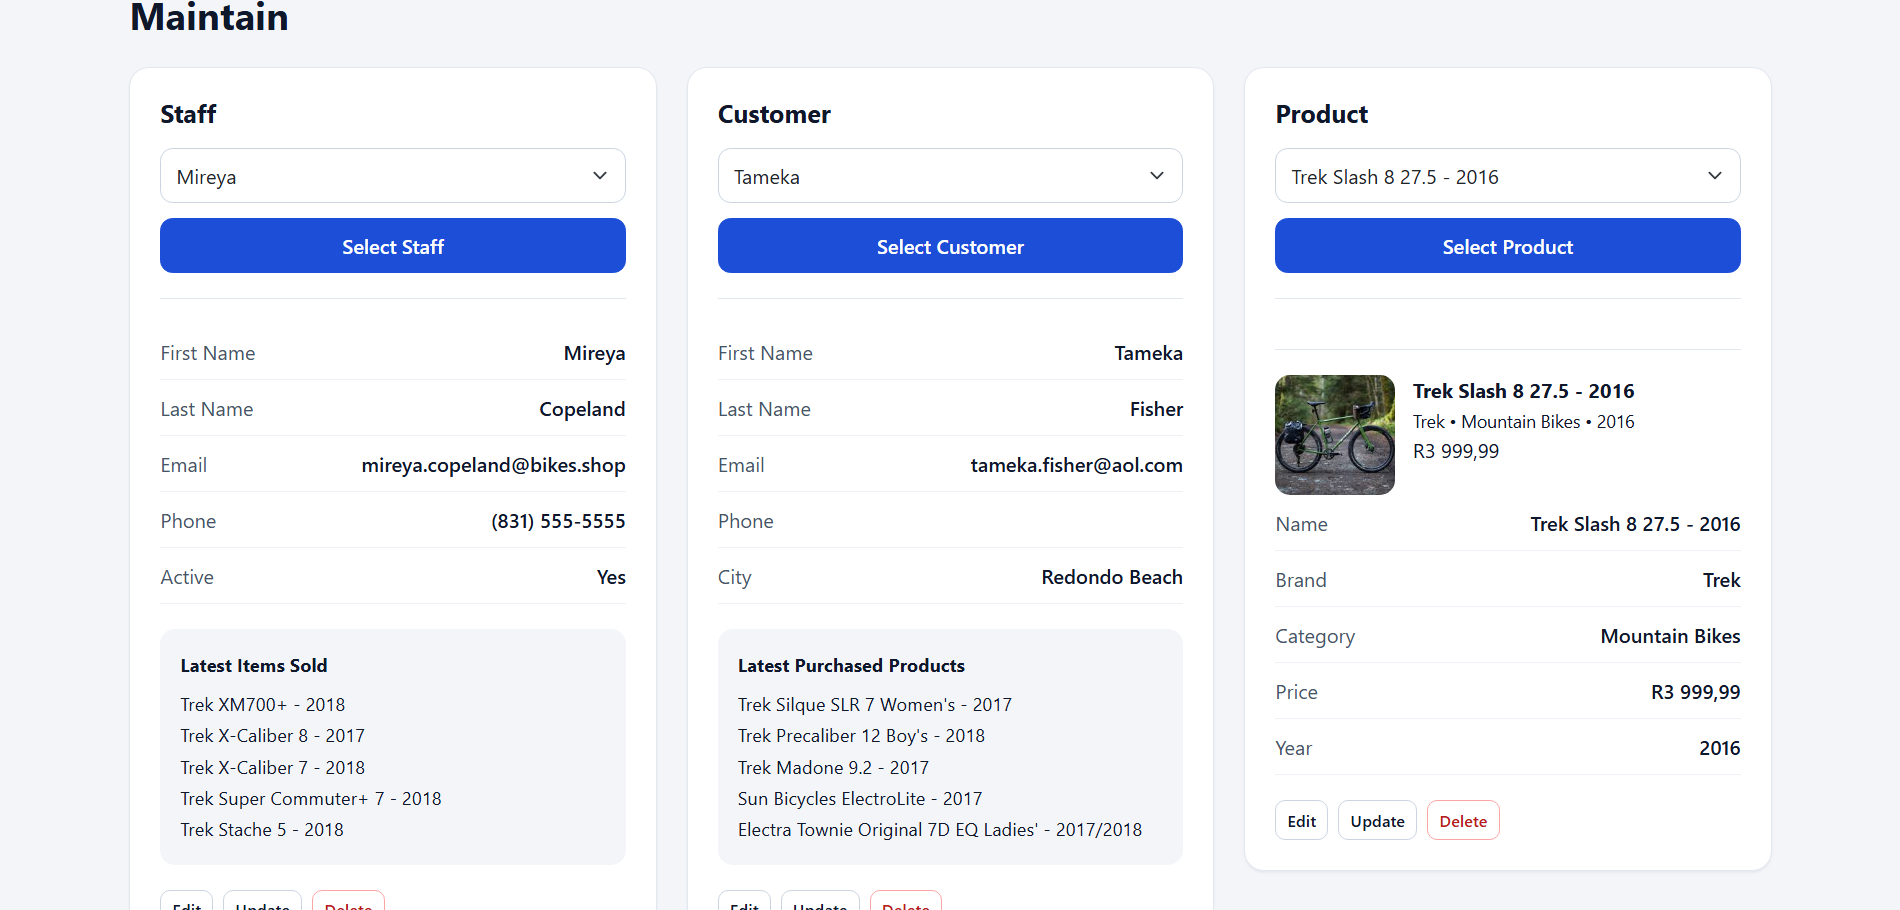 Maintain
Staff
Mireya
Select Staff
First Name Mireya
Last Name Copeland
Email mireya.copeland@bikes.shop
Phone (831) 555-5555
Active Yes
Latest Items Sold
Trek XM700+ - 2018
Trek X-Caliber 8 - 2017
Trek X-Caliber 7 - 2018
Trek Super Commuter+ 7 - 2018
Trek Stache 5 - 2018
Edit Update Delete
Customer
Tameka
Select Customer
First Name Tameka
Last Name Fisher
Email tameka.fisher@aol.com
Phone
City Redondo Beach
Latest Purchased Products
Trek Silque SLR 7 Women's - 2017
Trek Precaliber 12 Boy's - 2018
Trek Madone 9.2 - 2017
Sun Bicycles ElectroLite - 2017
Electra Townie Original 7D EQ Ladies' - 2017/2018
Edit Update Delete
Product
Trek Slash 8 27.5 - 2016
Select Product
Trek Slash 8 27.5 - 2016
Trek • Mountain Bikes • 2016
R3 999,99
Name Trek Slash 8 27.5 - 2016
Brand Trek
Category Mountain Bikes
Price R3 999,99
Year 2016
Edit Update Delete